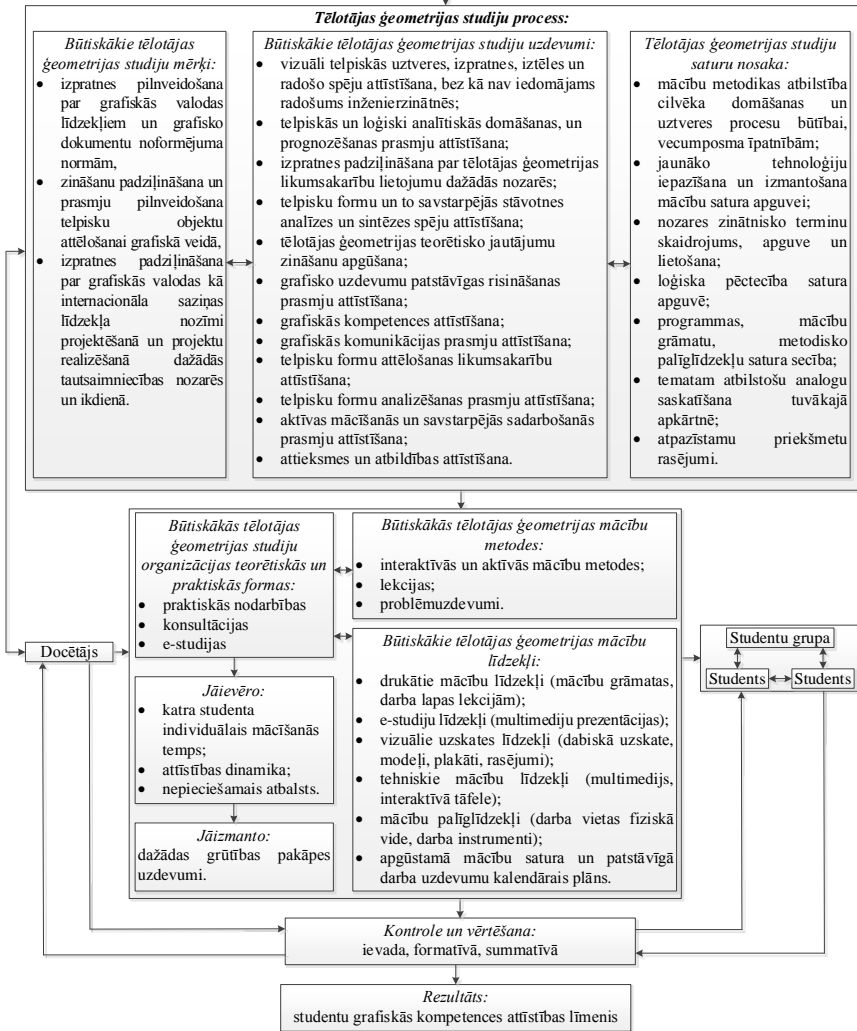 Tēlotājas ģeometrijas studiju process:
Būtiskākie tēlotājas
ģeometrijas studiju mērķi:
• izpratnes pilnveidošana
par grafiskās valodas
līdzekļiem un grafisko
dokumentu noformējuma
normām,
• zināšanu padziļināšana un
prasmju pilnveidošana
telpisku objektu
attēlošanai grafiskā veidā,
• izpratnes padziļināšana
par grafiskās valodas kā
internacionāla saziņas
līdzekļa nozīmi
projektēšanā un projektu
realizēšanā dažādās
tautsaimniecības nozarēs
un ikdienā.
Būtiskākie tēlotājas ģeometrijas studiju uzdevumi:
• vizuāli telpiskās uztveres, izpratnes, iztēles un
radošo spēju attīstīšana, bez kā nav iedomājams
radošums inženierzinātnēs;
• telpiskās un loģiski analītiskās domāšanas, un
prognozēšanas prasmju attīstīšana;
• izpratnes padziļināšana par tēlotājas ģeometrijas
likumsakarību lietojumu dažādās nozarēs;
• telpisku formu un to savstarpējās stāvotnes
analīzes un sintēzes spēju attīstīšana;
• tēlotājas ģeometrijas teorētisko jautājumu
zināšanu apgūšana;
• grafisko uzdevumu patstāvīgas risināšanas
prasmju attīstīšana;
• grafiskās kompetences attīstīšana;
• grafiskās komunikācijas prasmju attīstīšana;
• telpisku formu attēlošanas likumsakarību
attīstīšana;
• telpisku formu analizēšanas prasmju attīstīšana;
• aktīvas mācīšanās un savstarpējās sadarbošanās
prasmju attīstīšana;
• attieksmes un atbildības attīstīšana.
Tēlotājas ģeometrijas studiju
saturu nosaka:
• mācību metodikas atbilstība
cilvēka domāšanas un
uztveres procesu būtībai,
vecumposma īpatnībām;
• jaunāko tehnoloģiju
iepazīšana un izmantošana
mācību satura apguvei;
• nozares zinātnisko terminu
skaidrojums, apguve un
lietošana;
• loģiska pēctecība satura
apguvē;
• programmas, mācību
grāmatu, metodisko
palīglīdzekļu satura secība;
• tematam atbilstošu analogu
saskatīšana tuvākajā
apkārtnē;
• atpazīstamu priekšmetu
rasējumi.
Docētājs
Būtiskākās tēlotājas
ģeometrijas studiju
organizācijas teorētiskās un
praktiskās formas:
• praktiskās nodarbības
• konsultācijas
• e-studijas
Jāievēro:
• katra studenta
individuālais mācīšanās
temps;
• attīstības dinamika;
• nepieciešamais atbalsts.
Jāizmanto:
dažādas grūtības pakāpes
uzdevumi.
Būtiskākās tēlotājas ģeometrijas mācību
metodes:
• interaktīvās un aktīvās mācību metodes;
• lekcijas;
• problēmuzdevumi.
Būtiskākie tēlotājas ģeometrijas mācību
līdzekļi:
• drukātie mācību līdzekļi (mācību grāmatas,
darba lapas lekcijām);
• e-studiju līdzekļi (multimediju prezentācijas);
• vizuālie uzskates līdzekļi (dabiskā uzskate,
modeļi, plakāti, rasējumi);
• tehniskie mācību līdzekļi (multimedijs,
interaktīvā tāfele);
• mācību palīglīdzekļi (darba vietas fiziskā
vide, darba instrumenti);
• apgūstamā mācību satura un patstāvīgā
darba uzdevumu kalendārais plāns.
Studentu grupa
Students
Students
Kontrole un vērtēšana:
ievada, formatīvā, summatīvā
Rezultāts:
studentu grafiskās kompetences attīstības līmenis